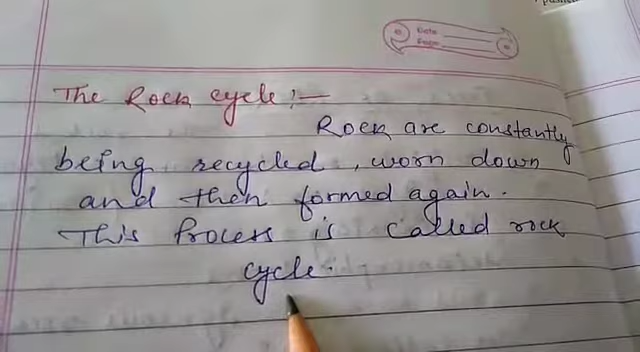 Date
The Rock cycle :-
Rock are constantly
being recycled, worn down
and then formed again.
This Process is called rock
cycle.